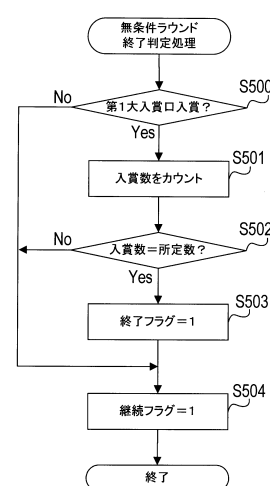 無条件ラウンド
終了判定処理
S500
No
第1大入賞口入賞？
Yes
S501
入賞数をカウント
S502
No
入賞数＝所定数？
Yes
S503
終了フラグ＝1
S504
継続フラグ＝1
終了